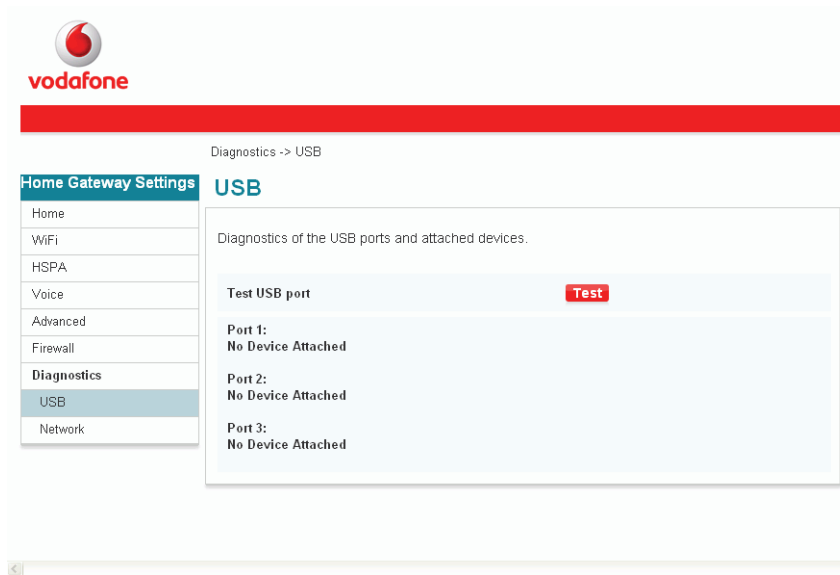 vodafone
Diagnostics -> USB
Home Gateway Settings
USB
Home
WiFi
HSPA
Voice
Advanced
Firewall
Diagnostics
USB
Network
Diagnostics of the USB ports and attached devices.
Test USB port
Test
Port 1:
No Device Attached
Port 2:
No Device Attached
Port 3:
No Device Attached